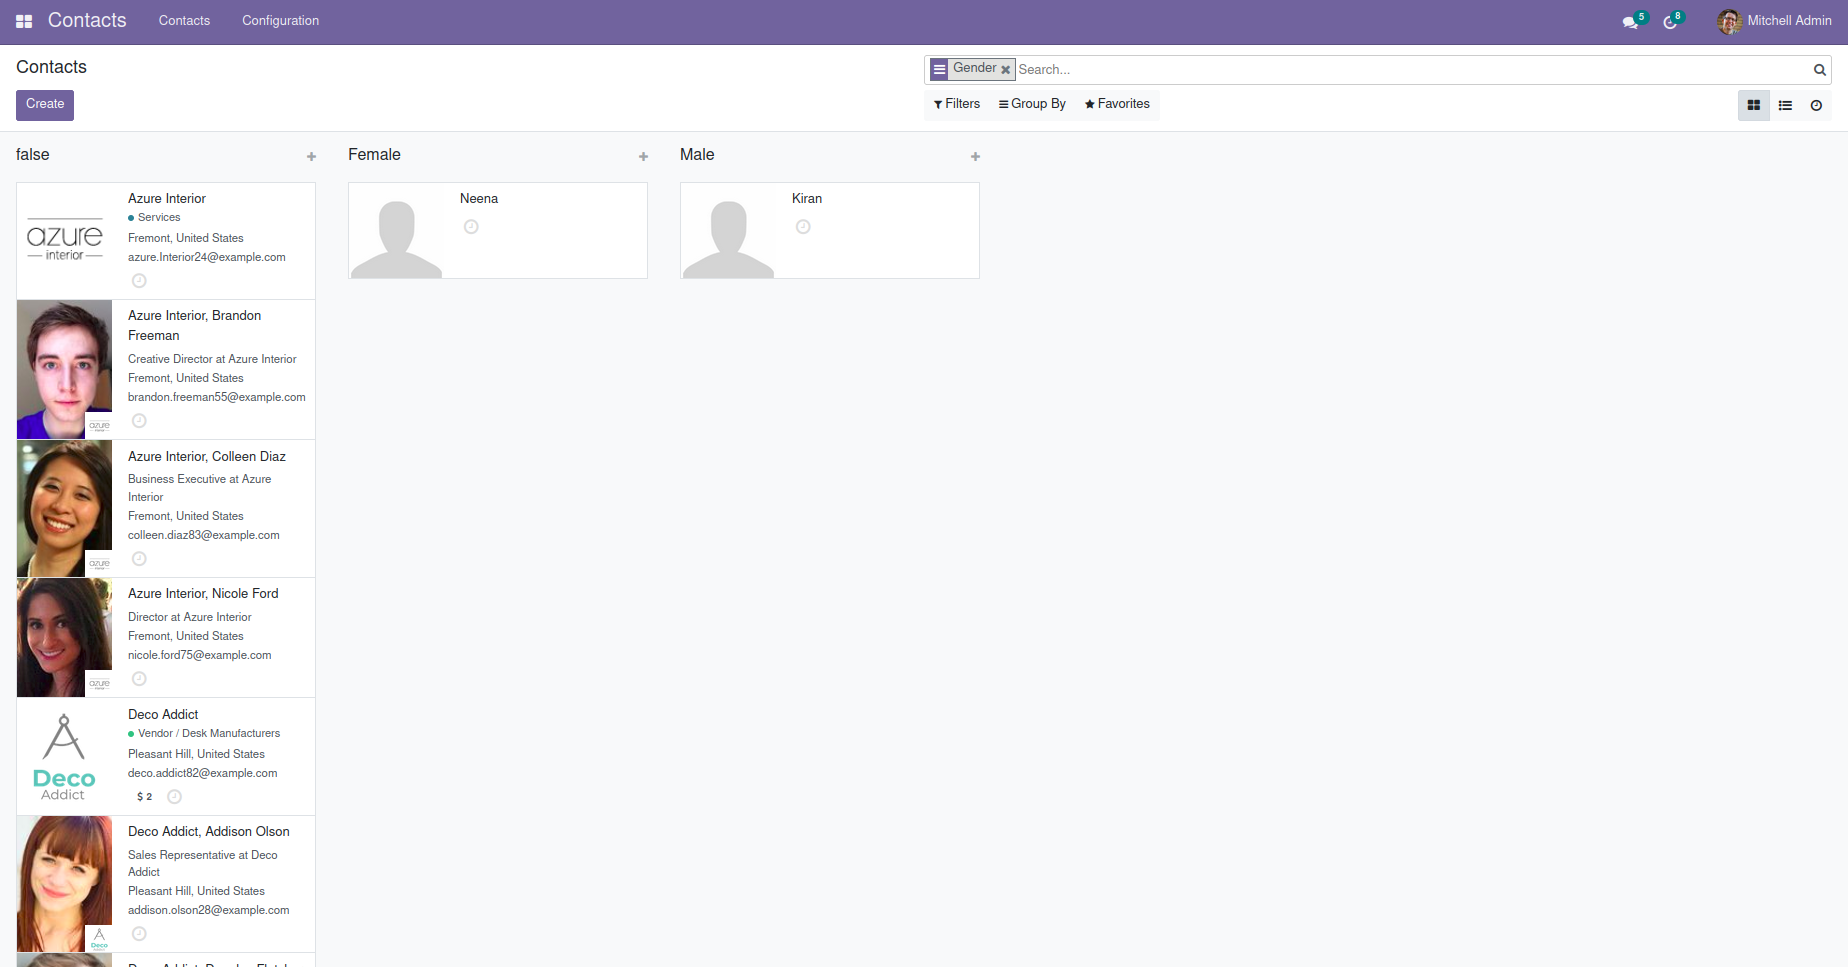 Contacts Contacts Configuration 5 8 Mitchell Admin
Contacts
Gender Search...
Create
Filters Group By Favorites
false
Female
Male
azure
interior
Azure Interior
Services
Fremont, United States
azure.Interior24@example.com
Neena
Kiran
Azure Interior, Brandon
Freeman
Creative Director at Azure Interior
Fremont, United States
brandon.freeman55@example.com
azure
Azure Interior, Colleen Diaz
Business Executive at Azure
Interior
Fremont, United States
colleen.diaz83@example.com
azure
Azure Interior, Nicole Ford
Director at Azure Interior
Fremont, United States
nicole.ford75@example.com
azure
Deco
Addict
Deco Addict
Vendor / Desk Manufacturers
Pleasant Hill, United States
deco.addict82@example.com
$ 2
Deco Addict, Addison Olson
Sales Representative at Deco
Addict
Pleasant Hill, United States
addison.olson28@example.com
Deco